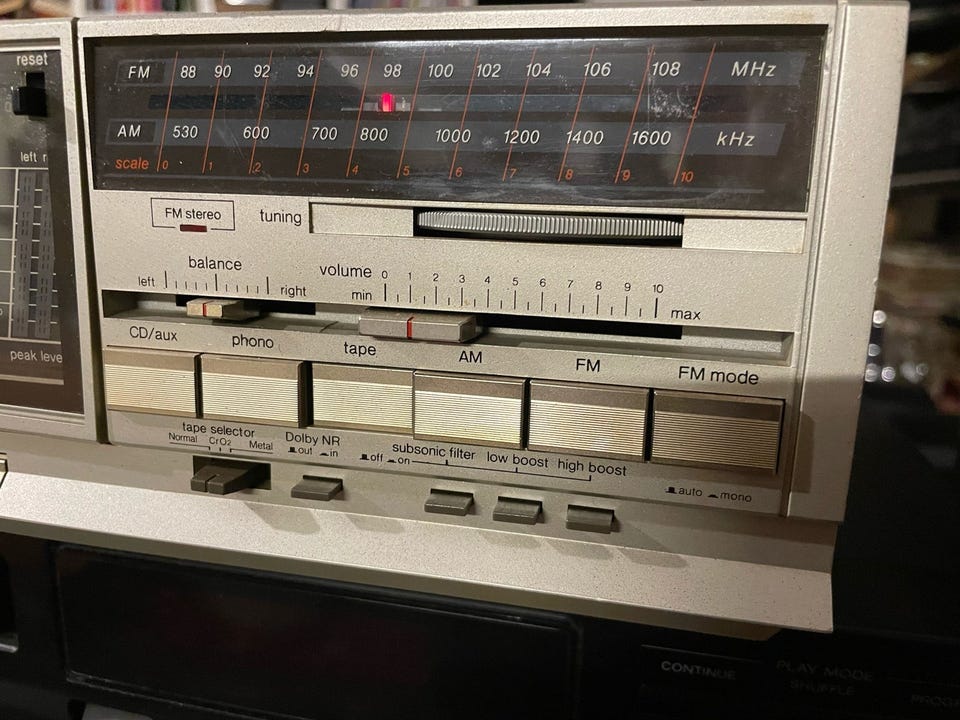 reset
left r
peak leve
FM 88 90 92 94 96 98 100 102 104 106 108 MHz
AM 530 600 700 800 1000 1200 1400 1600 kHz
scale 0 1 2 3 4 5 6 7 8 9 10
FM stereo
tuning
balance
left right
volume 0 1 2 3 4 5 6 7 8 9 10
min max
CD/aux phono tape AM FM FM mode
tape selector
Normal CrO2 Metal
Dolby NR
out in
subsonic filter low boost high boost
off on
auto mono
CONTINUE
PLAY MODE
SHUFFLE